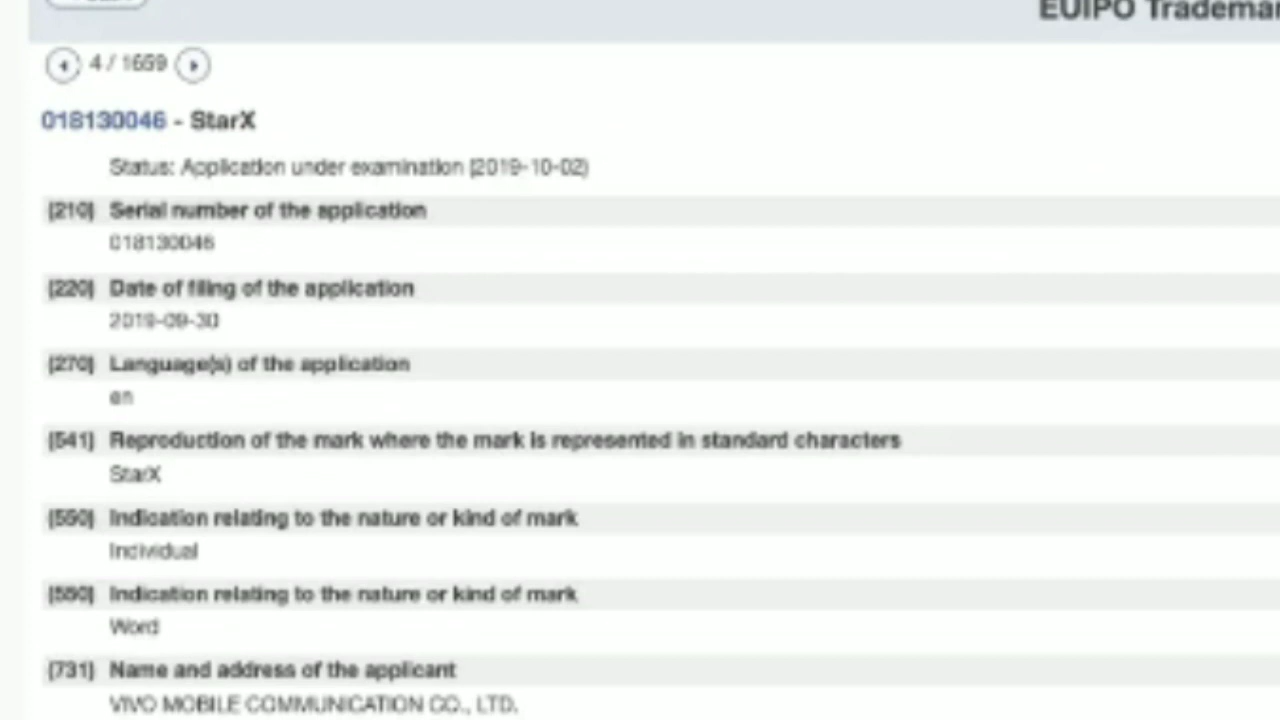 EUIPO Trademar
4 / 1659
018130046 - StarX
Status: Application under examination (2019-10-02)
(210) Serial number of the application
018130046
(220) Date of filing of the application
2019-09-30
(270) Language(s) of the application
en
(541) Reproduction of the mark where the mark is represented in standard characters
StarX
(550) Indication relating to the nature or kind of mark
Individual
(550) Indication relating to the nature or kind of mark
Word
(731) Name and address of the applicant
VIVO MOBILE COMMUNICATION CO., LTD.